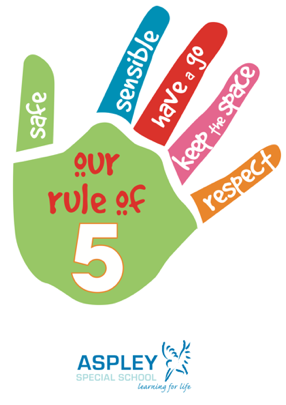 safe
sensible
have a go
keep the space
respect
our
rule of
5
ASPLEY
SPECIAL SCHOOL
learning for life